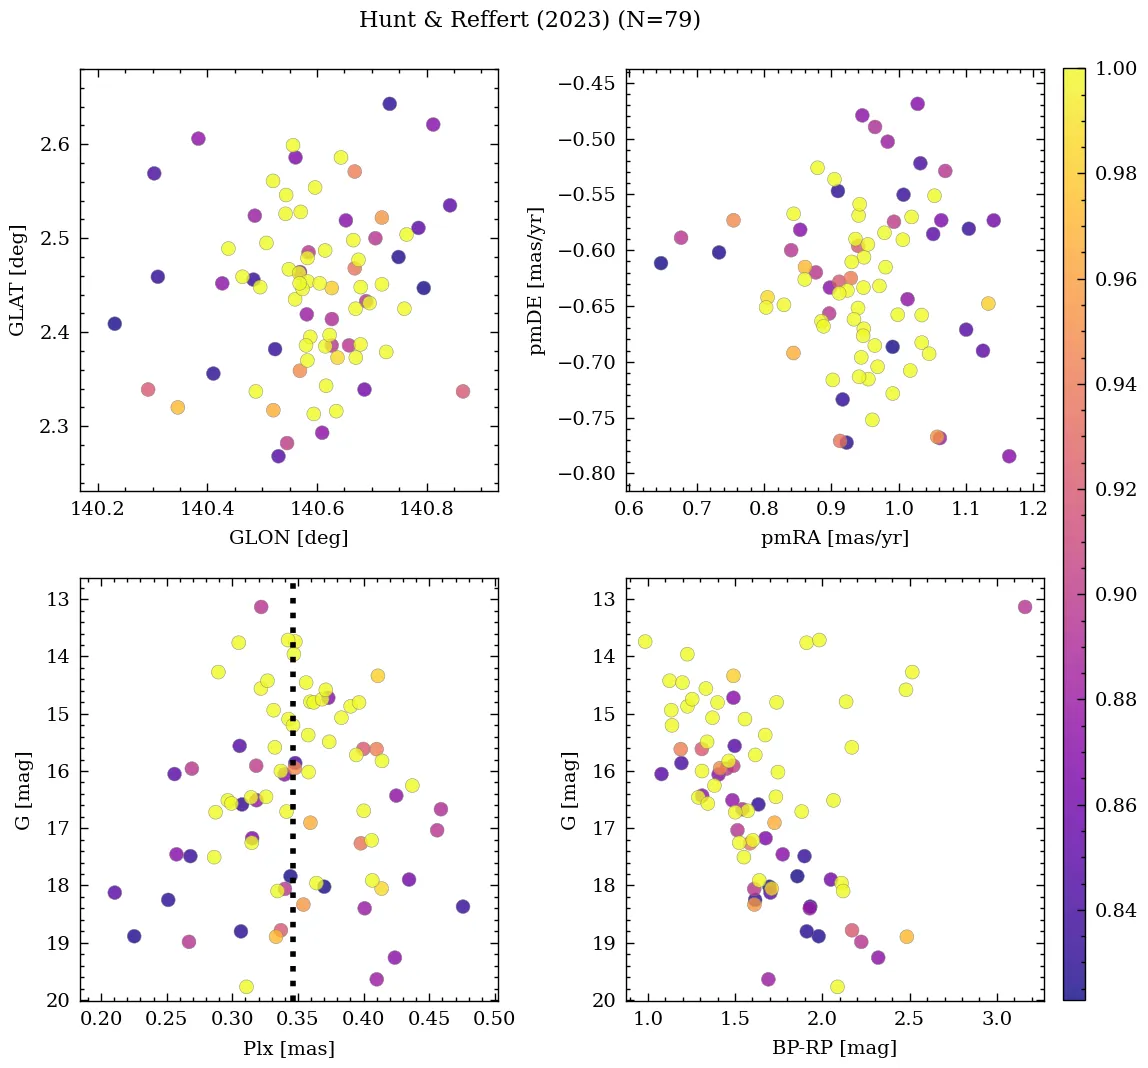 Hunt & Reffert (2023) (N=79)
2.6
2.5
2.4
2.3
GLAT [deg]
140.2 140.4 140.6 140.8
GLON [deg]
−0.45
−0.50
−0.55
−0.60
−0.65
−0.70
−0.75
−0.80
pmDE [mas/yr]
0.6 0.7 0.8 0.9 1.0 1.1 1.2
pmRA [mas/yr]
13
14
15
16
17
18
19
20
G [mag]
0.20 0.25 0.30 0.35 0.40 0.45 0.50
Plx [mas]
13
14
15
16
17
18
19
20
G [mag]
1.0 1.5 2.0 2.5 3.0
BP-RP [mag]
1.00
0.98
0.96
0.94
0.92
0.90
0.88
0.86
0.84